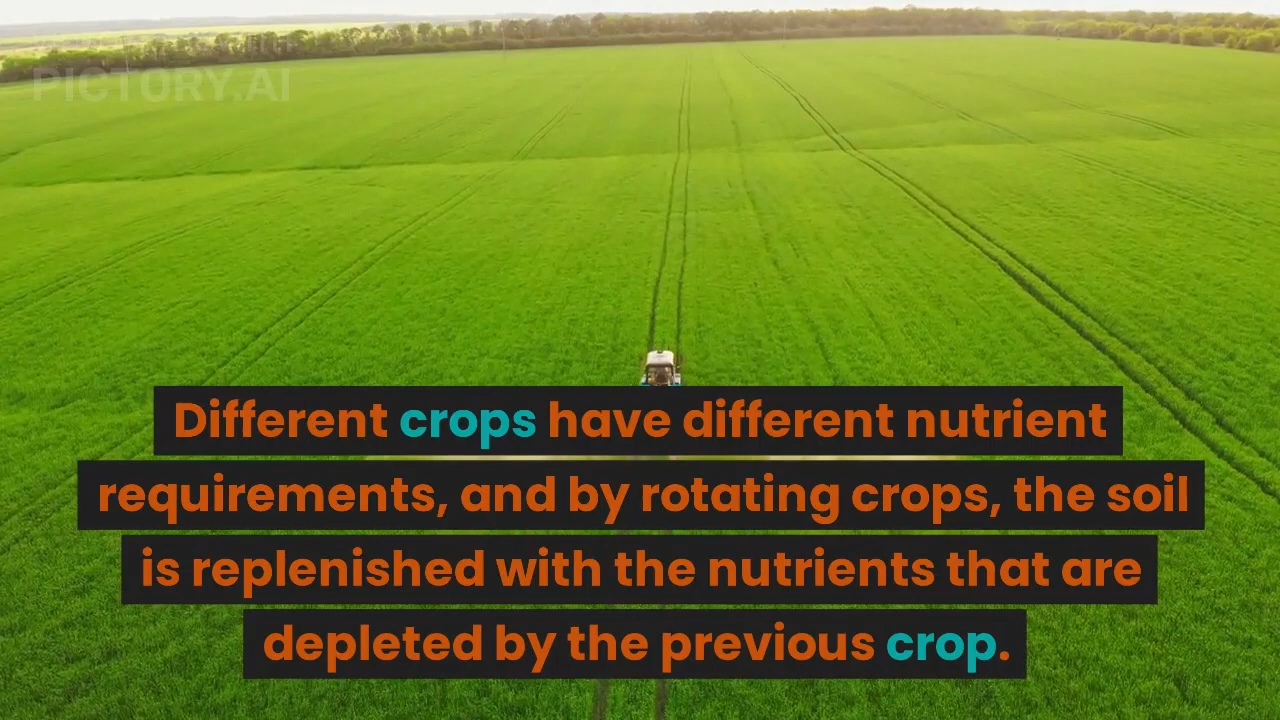 PICTORY.AI
Different crops have different nutrient
requirements, and by rotating crops, the soil
is replenished with the nutrients that are
depleted by the previous crop.